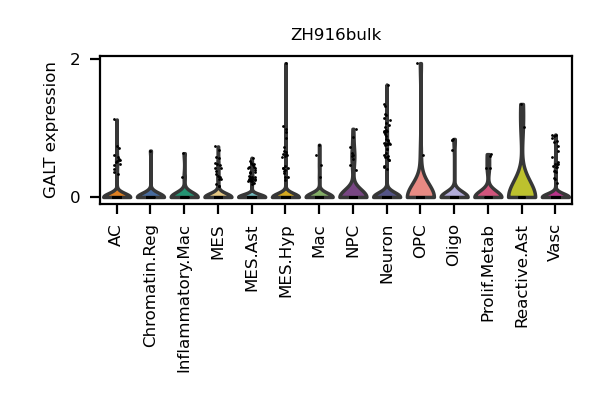 ZH916bulk
GALT expression
2
0
AC
Chromatin.Reg
Inflammatory.Mac
MES
MES.Ast
MES.Hyp
Mac
NPC
Neuron
OPC
Oligo
Prolif.Metab
Reactive.Ast
Vasc